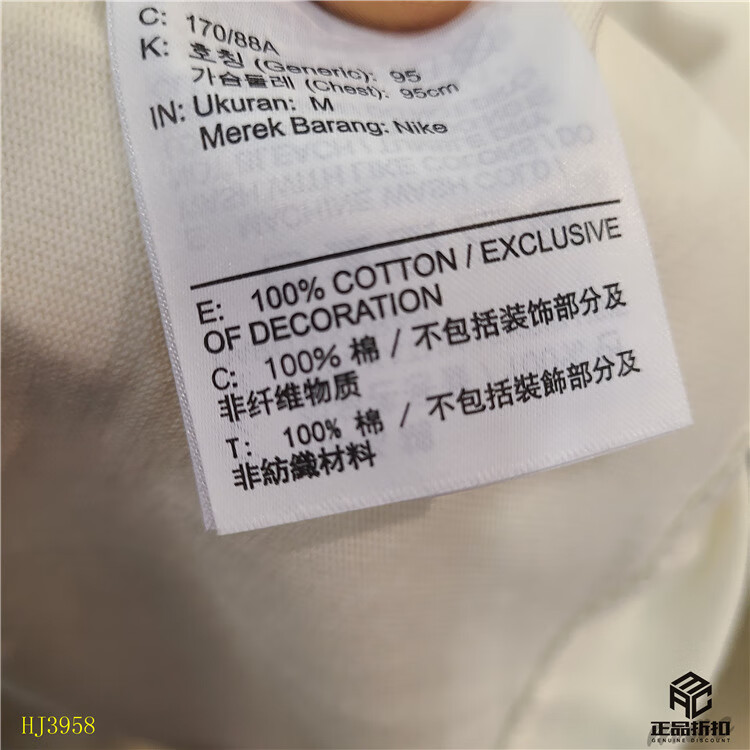 C: 170/88A
K: 호칭 (Generic): 95
가슴둘레 (Chest): 95cm
IN: Ukuran: M
Merek Barang: Nike
E: 100% COTTON / EXCLUSIVE
OF DECORATION
C: 100% 棉 / 不包括装饰部分及
非纤维物质
T: 100% 棉 / 不包括裝飾部分及
非紡織材料
HJ3958
正品折扣
GENUINE DISCOUNT